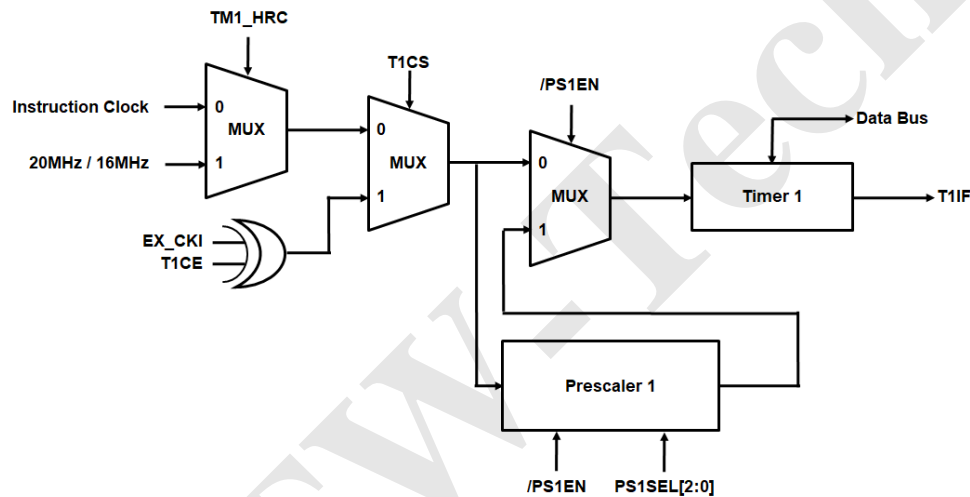 TM1_HRC
T1CS
/PS1EN
Instruction Clock
0
MUX
20MHz / 16MHz
1
0
MUX
1
0
MUX
1
Data Bus
Timer 1
T1IF
EX_CKI
T1CE
Prescaler 1
/PS1EN
PS1SEL[2:0]